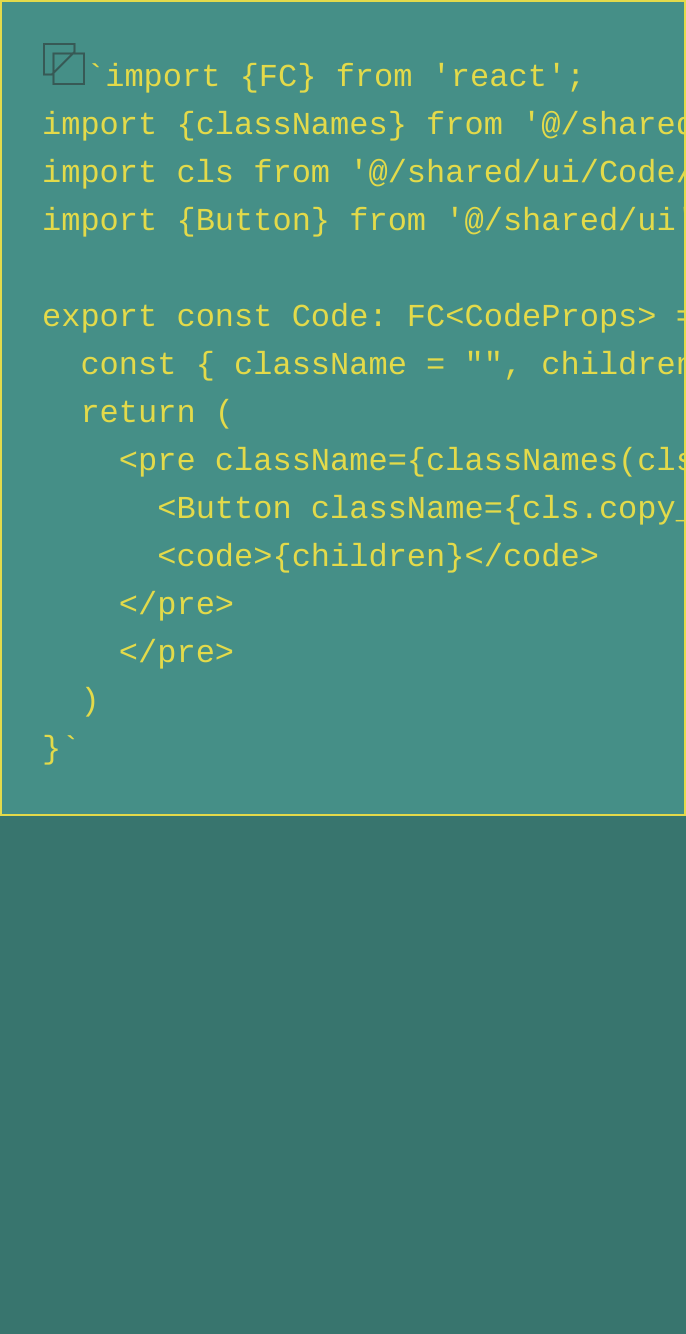 `import {FC} from 'react';
import {classNames} from '@/shared
import cls from '@/shared/ui/Code/
import {Button} from '@/shared/ui'

export const Code: FC<CodeProps> =
  const { className = "", children
  return (
    <pre className={classNames(cls
      <Button className={cls.copy_
      <code>{children}</code>
    </pre>
    </pre>
  )
}`